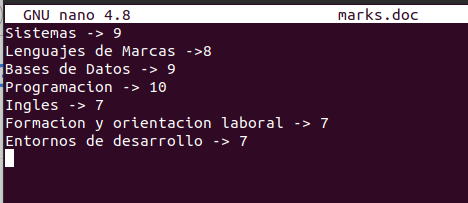 GNU nano 4.8 marks.doc
Sistemas -> 9
Lenguajes de Marcas ->8
Bases de Datos -> 9
Programacion -> 10
Ingles -> 7
Formacion y orientacion laboral -> 7
Entornos de desarrollo -> 7